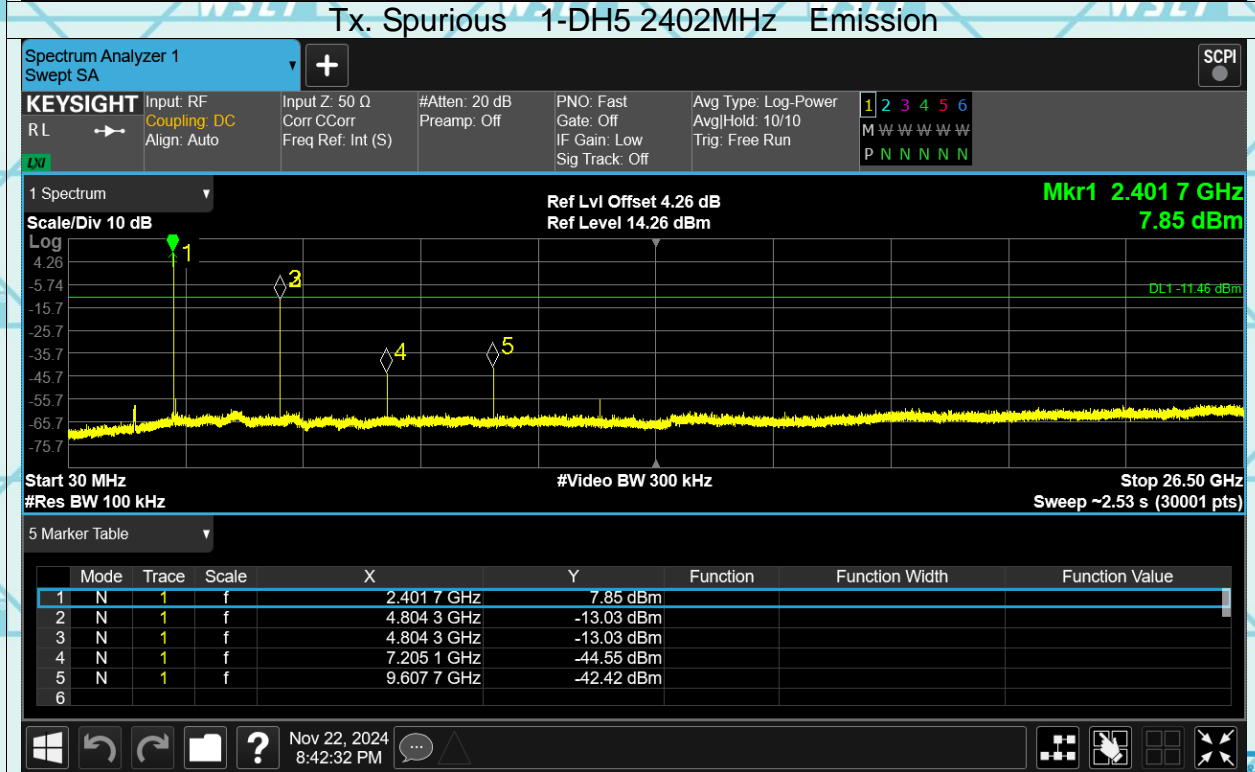 Tx. Spurious 1-DH5 2402MHz Emission
Spectrum Analyzer 1
Swept SA
+
SCPI
KEYSIGHT
RL
LXI
Input: RF
Coupling: DC
Align: Auto
Input Z: 50 Ω
Corr CCorr
Freq Ref: Int (S)
#Atten: 20 dB
Preamp: Off
PNO: Fast
Gate: Off
IF Gain: Low
Sig Track: Off
Avg Type: Log-Power
Avg|Hold: 10/10
Trig: Free Run
1 2 3 4 5 6
M W W W W W
P N N N N N
1 Spectrum
Scale/Div 10 dB
Ref Lvl Offset 4.26 dB
Ref Level 14.26 dBm
Mkr1 2.401 7 GHz
7.85 dBm
Log
4.26
-5.74
-15.7
-25.7
-35.7
-45.7
-55.7
-65.7
-75.7
1
3
4
5
DL1 -11.46 dBm
Start 30 MHz
#Res BW 100 kHz
#Video BW 300 kHz
Stop 26.50 GHz
Sweep ~2.53 s (30001 pts)
5 Marker Table
Mode Trace Scale X Y Function Function Width Function Value
1 N 1 f 2.401 7 GHz 7.85 dBm
2 N 1 f 4.804 3 GHz -13.03 dBm
3 N 1 f 4.804 3 GHz -13.03 dBm
4 N 1 f 7.205 1 GHz -44.55 dBm
5 N 1 f 9.607 7 GHz -42.42 dBm
6
?
Nov 22, 2024
8:42:32 PM